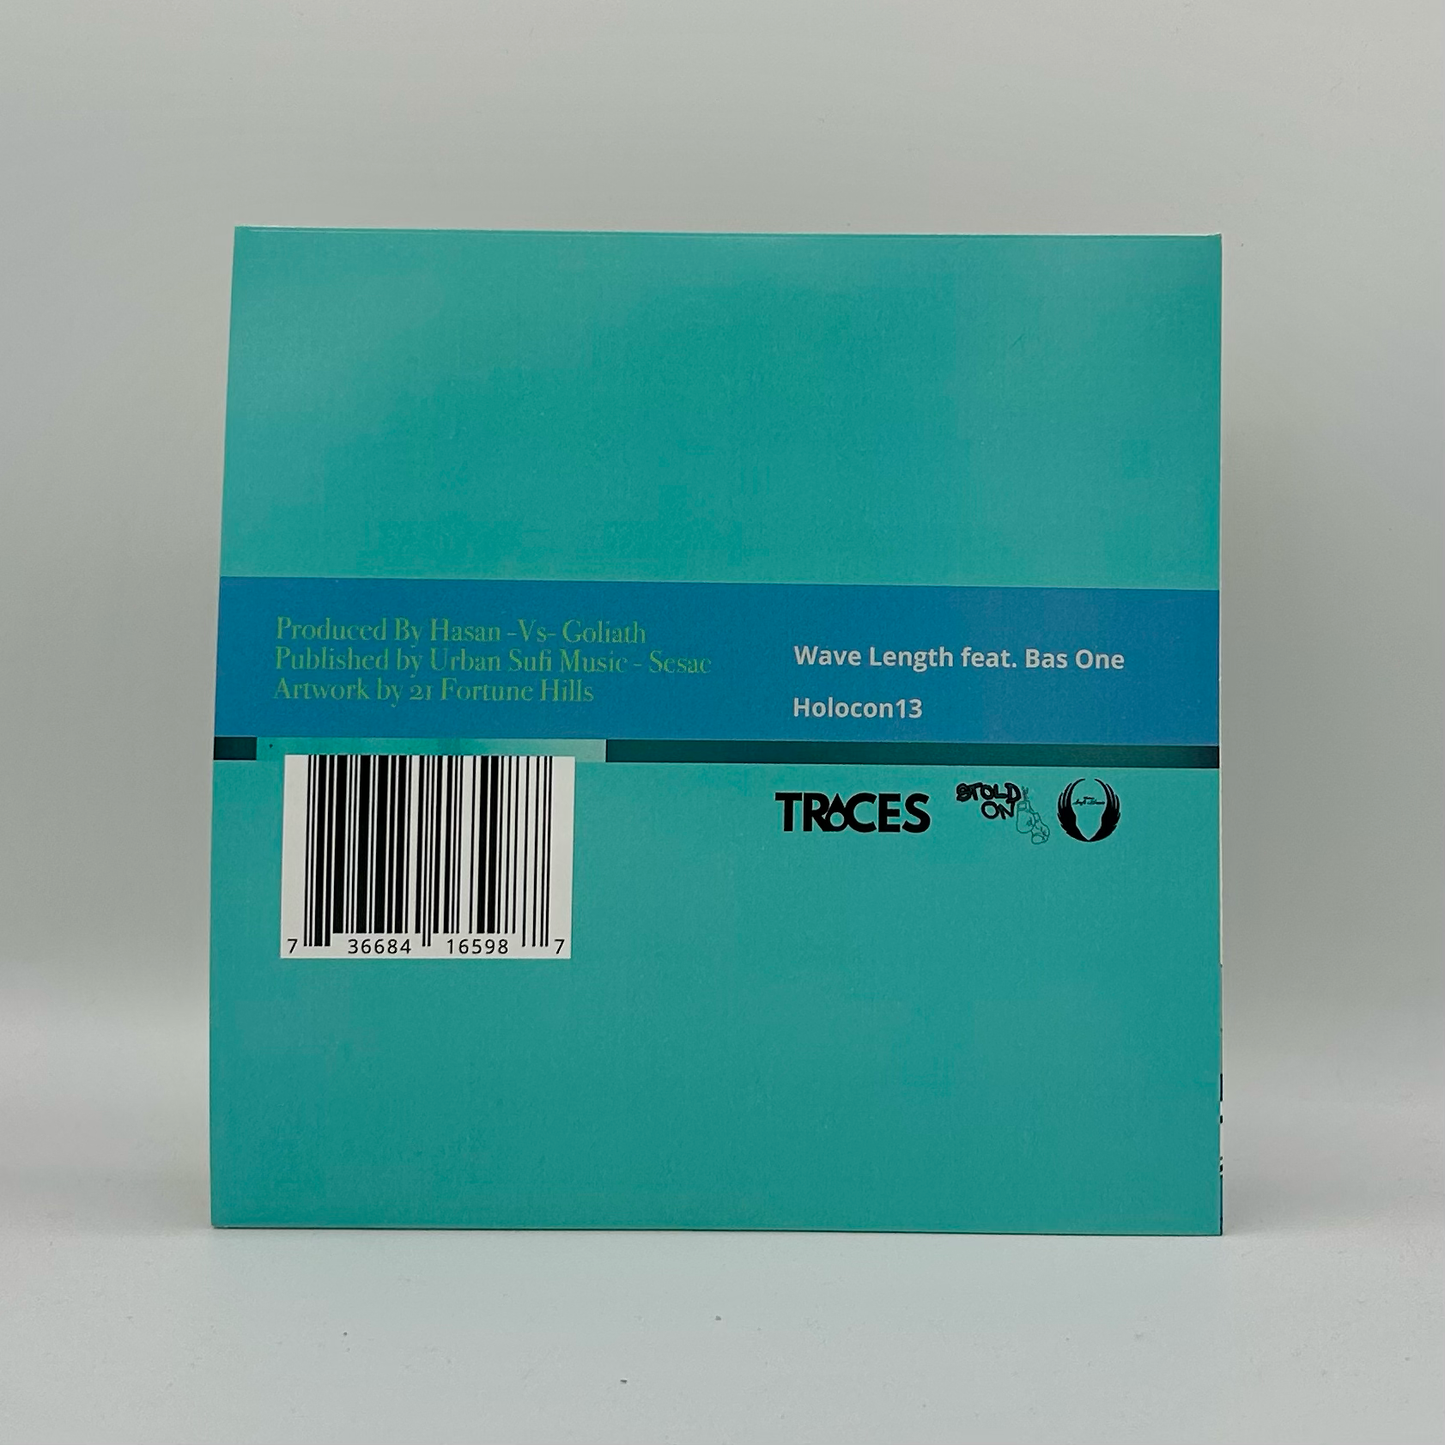 Produced By Hasan -Vs- Goliath
Published by Urban Sufi Music - Sesac
Artwork by 21 Fortune Hills
Wave Length feat. Bas One
Holocon13
TRACES
STOLD
ON
7 36684 16598 7